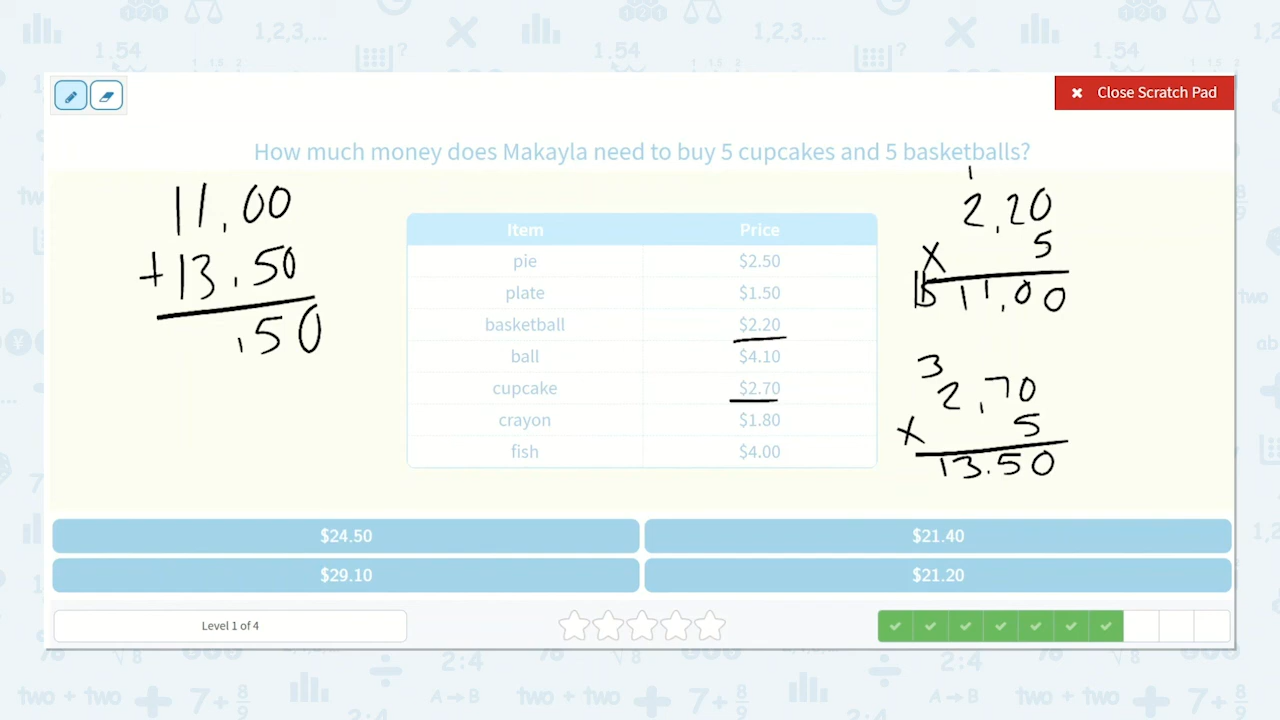 Close Scratch Pad
How much money does Makayla need to buy 5 cupcakes and 5 basketballs?
11.00
+13.50
.50
Item Price
pie $2.50
plate $1.50
basketball $2.20
ball $4.10
cupcake $2.70
crayon $1.80
fish $4.00
1
2.20
x 5
11.00
3
2.70
x 5
13.50
$24.50 $21.40
$29.10 $21.20
Level 1 of 4